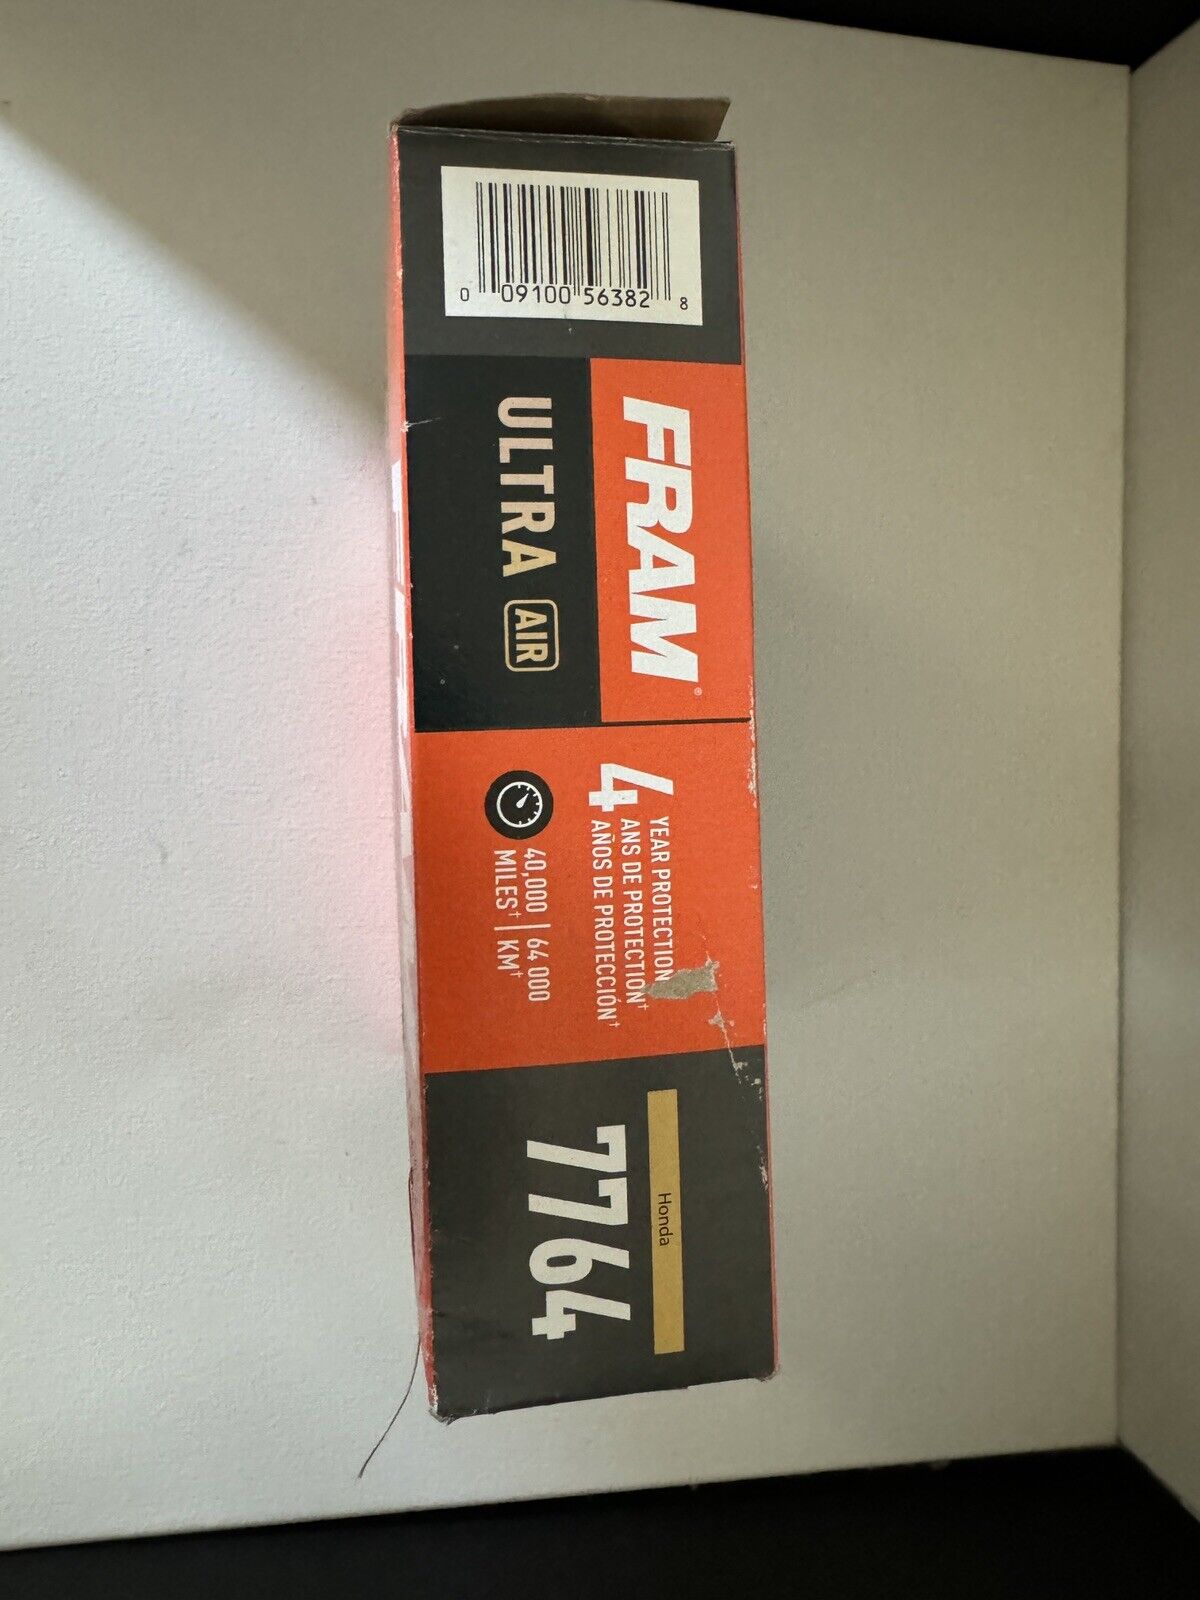 0 09100 56382 8
FRAM®
ULTRA AIR
4 YEAR PROTECTION
ANS DE PROTECTION†
AÑOS DE PROTECCIÓN†
40,000 | 64 000
MILES† | KM†
Honda
7764